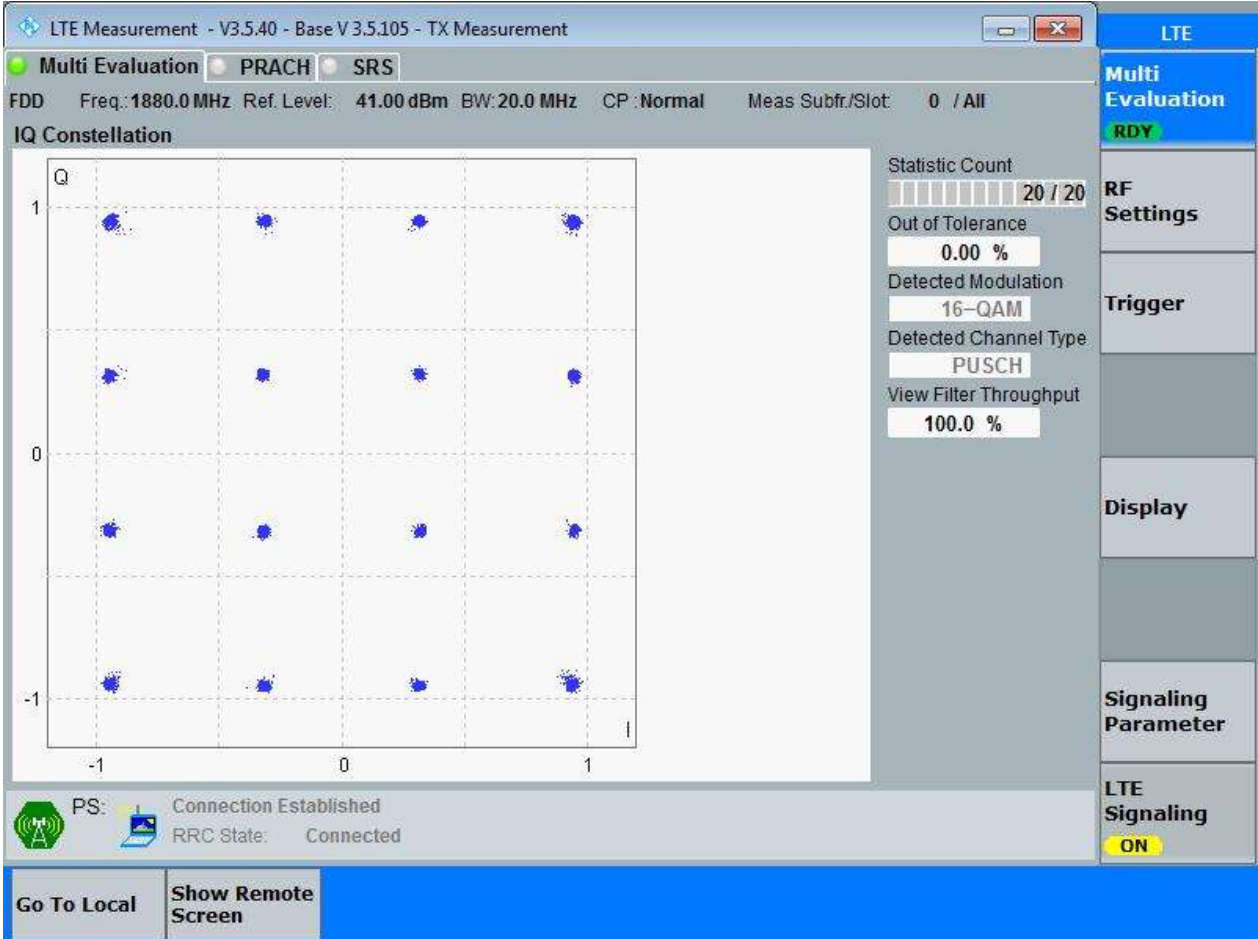 LTE Measurement - V3.5.40 - Base V 3.5.105 - TX Measurement
LTE
Multi Evaluation PRACH SRS
FDD Freq.: 1880.0 MHz Ref. Level: 41.00 dBm BW: 20.0 MHz CP : Normal Meas Subfr./Slot: 0 / All
IQ Constellation
Q
1
0
-1
I
-1 0 1
Statistic Count
20 / 20
Out of Tolerance
0.00 %
Detected Modulation
16-QAM
Detected Channel Type
PUSCH
View Filter Throughput
100.0 %
Multi
Evaluation
RDY
RF
Settings
Trigger
Display
Signaling
Parameter
LTE
Signaling
ON
PS: Connection Established
RRC State: Connected
Go To Local
Show Remote
Screen